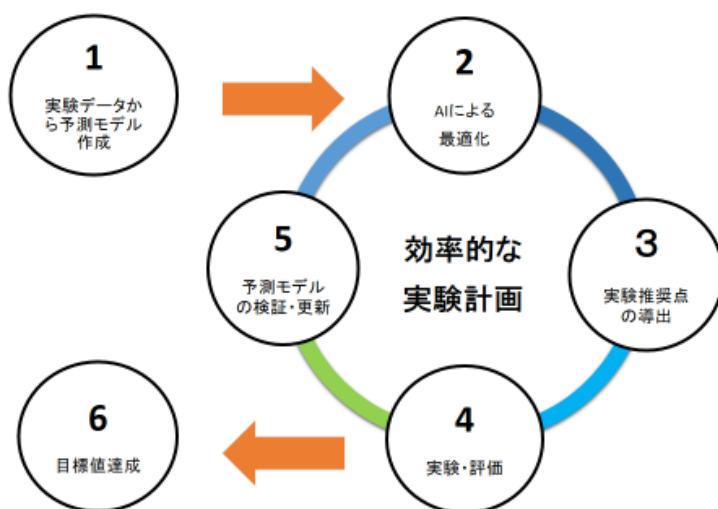 1
実験データか
ら予測モデル
作成
2
AIによる
最適化
3
実験推奨点
の導出
4
実験・評価
5
予測モデル
の検証・更新
6
目標値達成
効率的な
実験計画